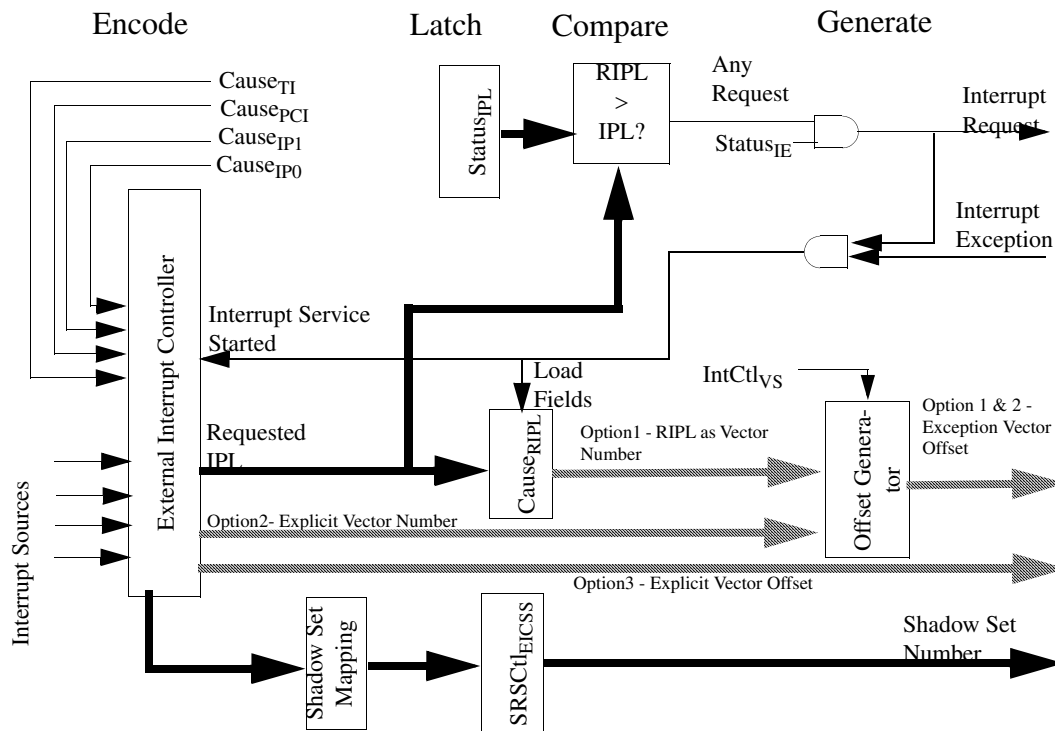 Encode
Latch
Compare
Generate
CauseTI
CausePCI
CauseIP1
CauseIP0
StatusIPL
RIPL
>
IPL?
Any
Request
StatusIE
Interrupt
Request
Interrupt
Exception
External Interrupt Controller
Interrupt Service
Started
Load
Fields
IntCtlVS
Requested
IPL
CauseRIPL
Option1 - RIPL as Vector
Number
Offset Genera-
tor
Option 1 & 2 -
Exception Vector
Offset
Interrupt Sources
Option2- Explicit Vector Number
Option3 - Explicit Vector Offset
Shadow Set
Mapping
SRSCtlEICSS
Shadow Set
Number